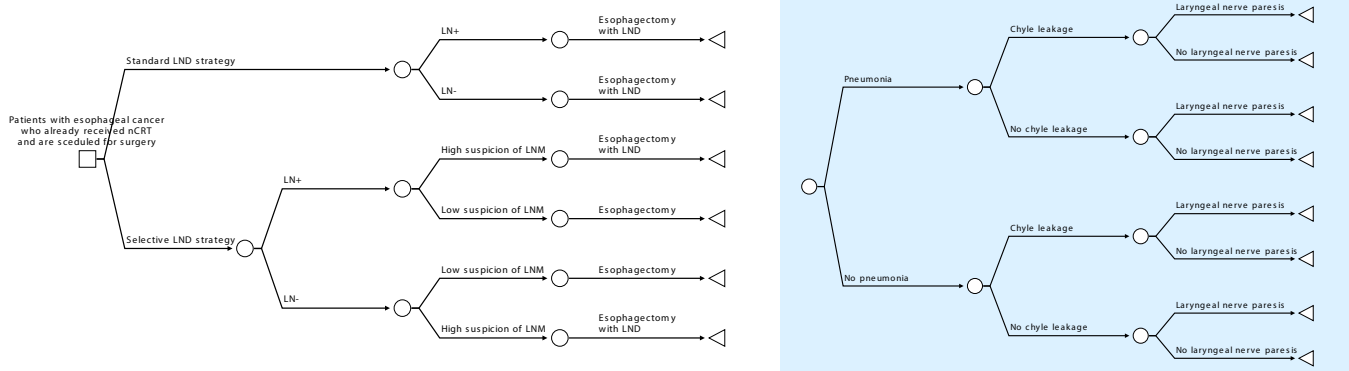 Esophagectomy
with LND
LN+
Standard LND strategy
Esophagectomy
with LND
LN-
Patients with esophageal cancer
who already received nCRT
and are sceduled for surgery
Esophagectomy
with LND
High suspicion of LNM
LN+
Low suspicion of LNM
Esophagectomy
Selective LND strategy
Low suspicion of LNM
Esophagectomy
LN-
Esophagectomy
with LND
High suspicion of LNM
Laryngeal nerve paresis
Chyle leakage
No laryngeal nerve paresis
Pneumonia
Laryngeal nerve paresis
No chyle leakage
No laryngeal nerve paresis
Laryngeal nerve paresis
Chyle leakage
No laryngeal nerve paresis
No pneumonia
Laryngeal nerve paresis
No chyle leakage
No laryngeal nerve paresis